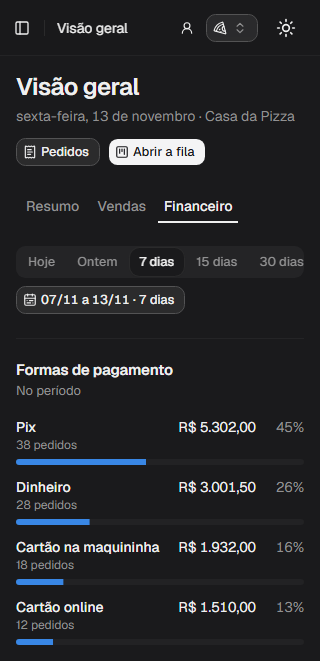 Visão geral
Visão geral
sexta-feira, 13 de novembro · Casa da Pizza
Pedidos
Abrir a fila
Resumo
Vendas
Financeiro
Hoje
Ontem
7 dias
15 dias
30 dias
07/11 a 13/11 · 7 dias
Formas de pagamento
No período
Pix R$ 5.302,00 45%
38 pedidos
Dinheiro R$ 3.001,50 26%
28 pedidos
Cartão na maquininha R$ 1.932,00 16%
18 pedidos
Cartão online R$ 1.510,00 13%
12 pedidos